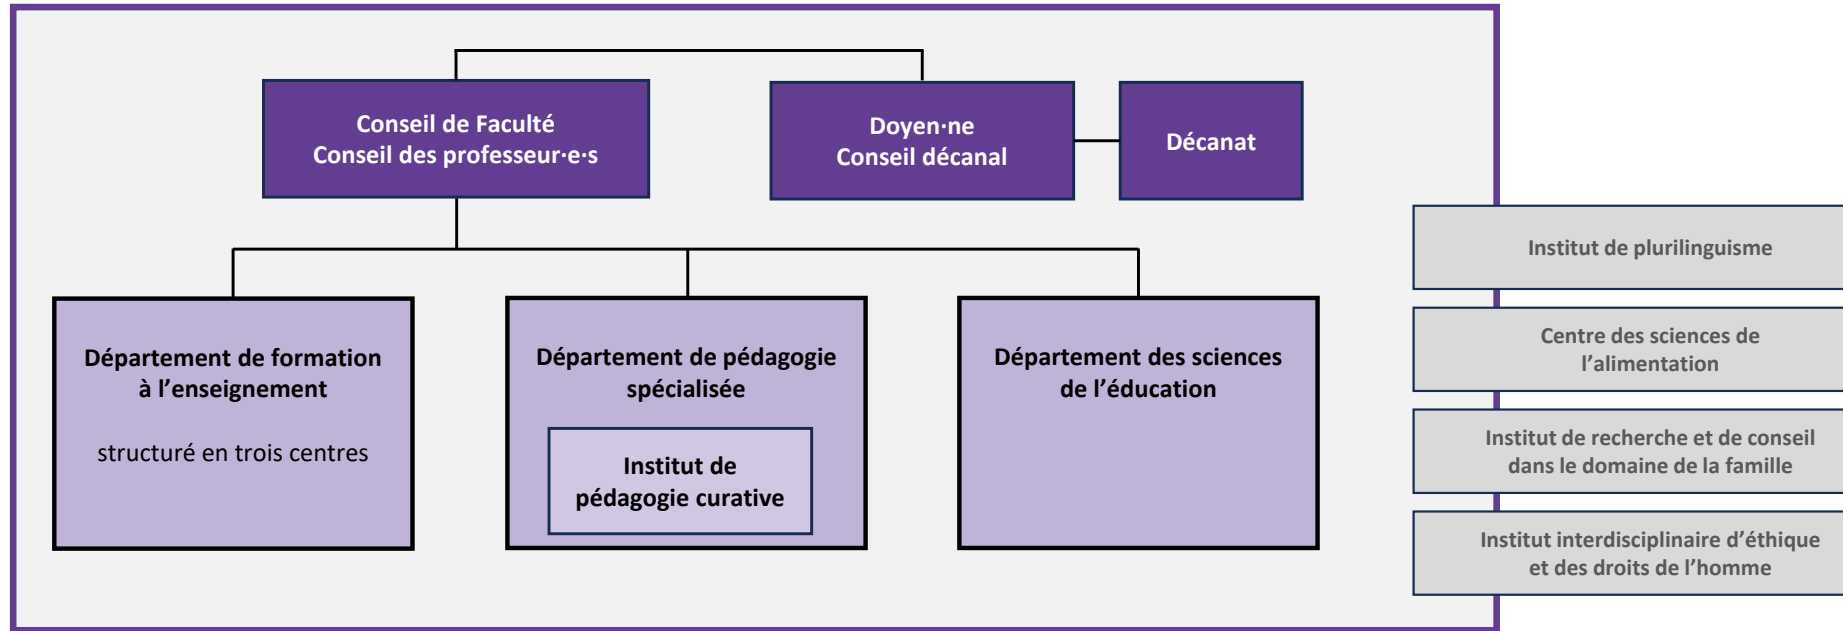 Conseil de Faculté
Conseil des professeur·e·s
Doyen·ne
Conseil décanal
Décanat
Institut de plurilinguisme
Centre des sciences de
l’alimentation
Institut de recherche et de conseil
dans le domaine de la famille
Institut interdisciplinaire d’éthique
et des droits de l’homme
Département de formation
à l’enseignement
structuré en trois centres
Département de pédagogie
spécialisée
Institut de
pédagogie curative
Département des sciences
de l’éducation